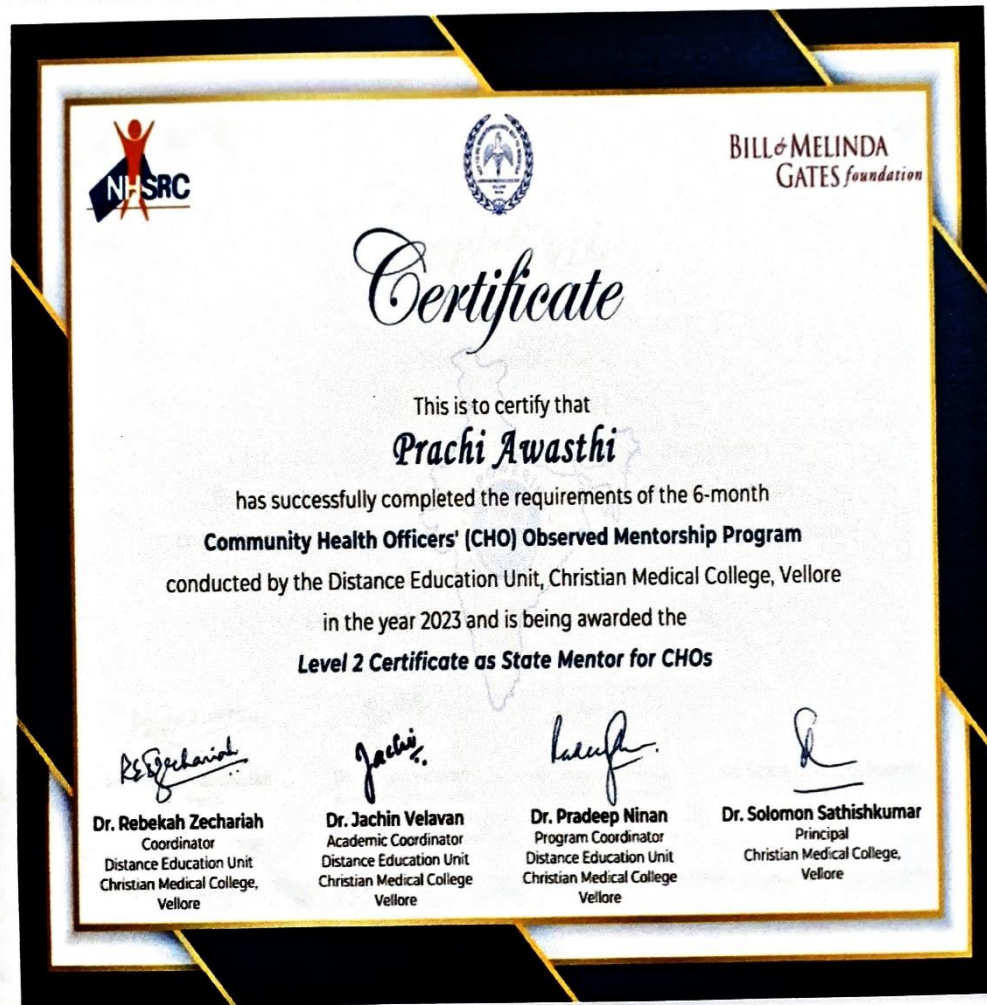 NHSRC
BILL & MELINDA
GATES foundation
Certificate
This is to certify that
Prachi Awasthi
has successfully completed the requirements of the 6-month
Community Health Officers' (CHO) Observed Mentorship Program
conducted by the Distance Education Unit, Christian Medical College, Vellore
in the year 2023 and is being awarded the
Level 2 Certificate as State Mentor for CHOs
Jachin
Dr. Rebekah Zechariah
Coordinator
Distance Education Unit
Christian Medical College,
Vellore
Dr. Jachin Velavan
Academic Coordinator
Distance Education Unit
Christian Medical College
Vellore
Dr. Pradeep Ninan
Program Coordinator
Distance Education Unit
Christian Medical College
Vellore
Dr. Solomon Sathishkumar
Principal
Christian Medical College,
Vellore